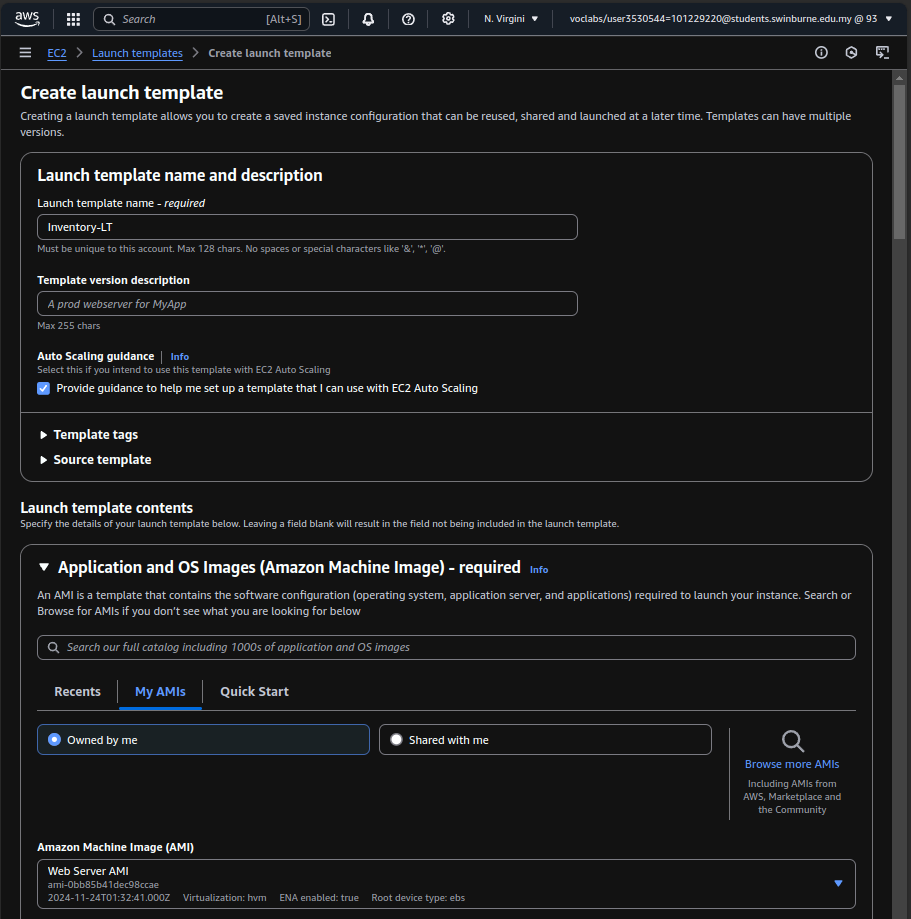 aws
Search [Alt+S]
N. Virgini
voclabs/user3530544=101229220@students.swinburne.edu.my @ 93
EC2 > Launch templates > Create launch template
Create launch template
Creating a launch template allows you to create a saved instance configuration that can be reused, shared and launched at a later time. Templates can have multiple
versions.
Launch template name and description
Launch template name - required
Inventory-LT
Must be unique to this account. Max 128 chars. No spaces or special characters like '&', '*', '@'.
Template version description
A prod webserver for MyApp
Max 255 chars
Auto Scaling guidance | Info
Select this if you intend to use this template with EC2 Auto Scaling
Provide guidance to help me set up a template that I can use with EC2 Auto Scaling
Template tags
Source template
Launch template contents
Specify the details of your launch template below. Leaving a field blank will result in the field not being included in the launch template.
Application and OS Images (Amazon Machine Image) - required Info
An AMI is a template that contains the software configuration (operating system, application server, and applications) required to launch your instance. Search or
Browse for AMIs if you don't see what you are looking for below
Search our full catalog including 1000s of application and OS images
Recents
My AMIs
Quick Start
Owned by me
Shared with me
Browse more AMIs
Including AMIs from
AWS, Marketplace and
the Community
Amazon Machine Image (AMI)
Web Server AMI
ami-0bb85b41dec98ccae
2024-11-24T01:32:41.000Z Virtualization: hvm ENA enabled: true Root device type: ebs